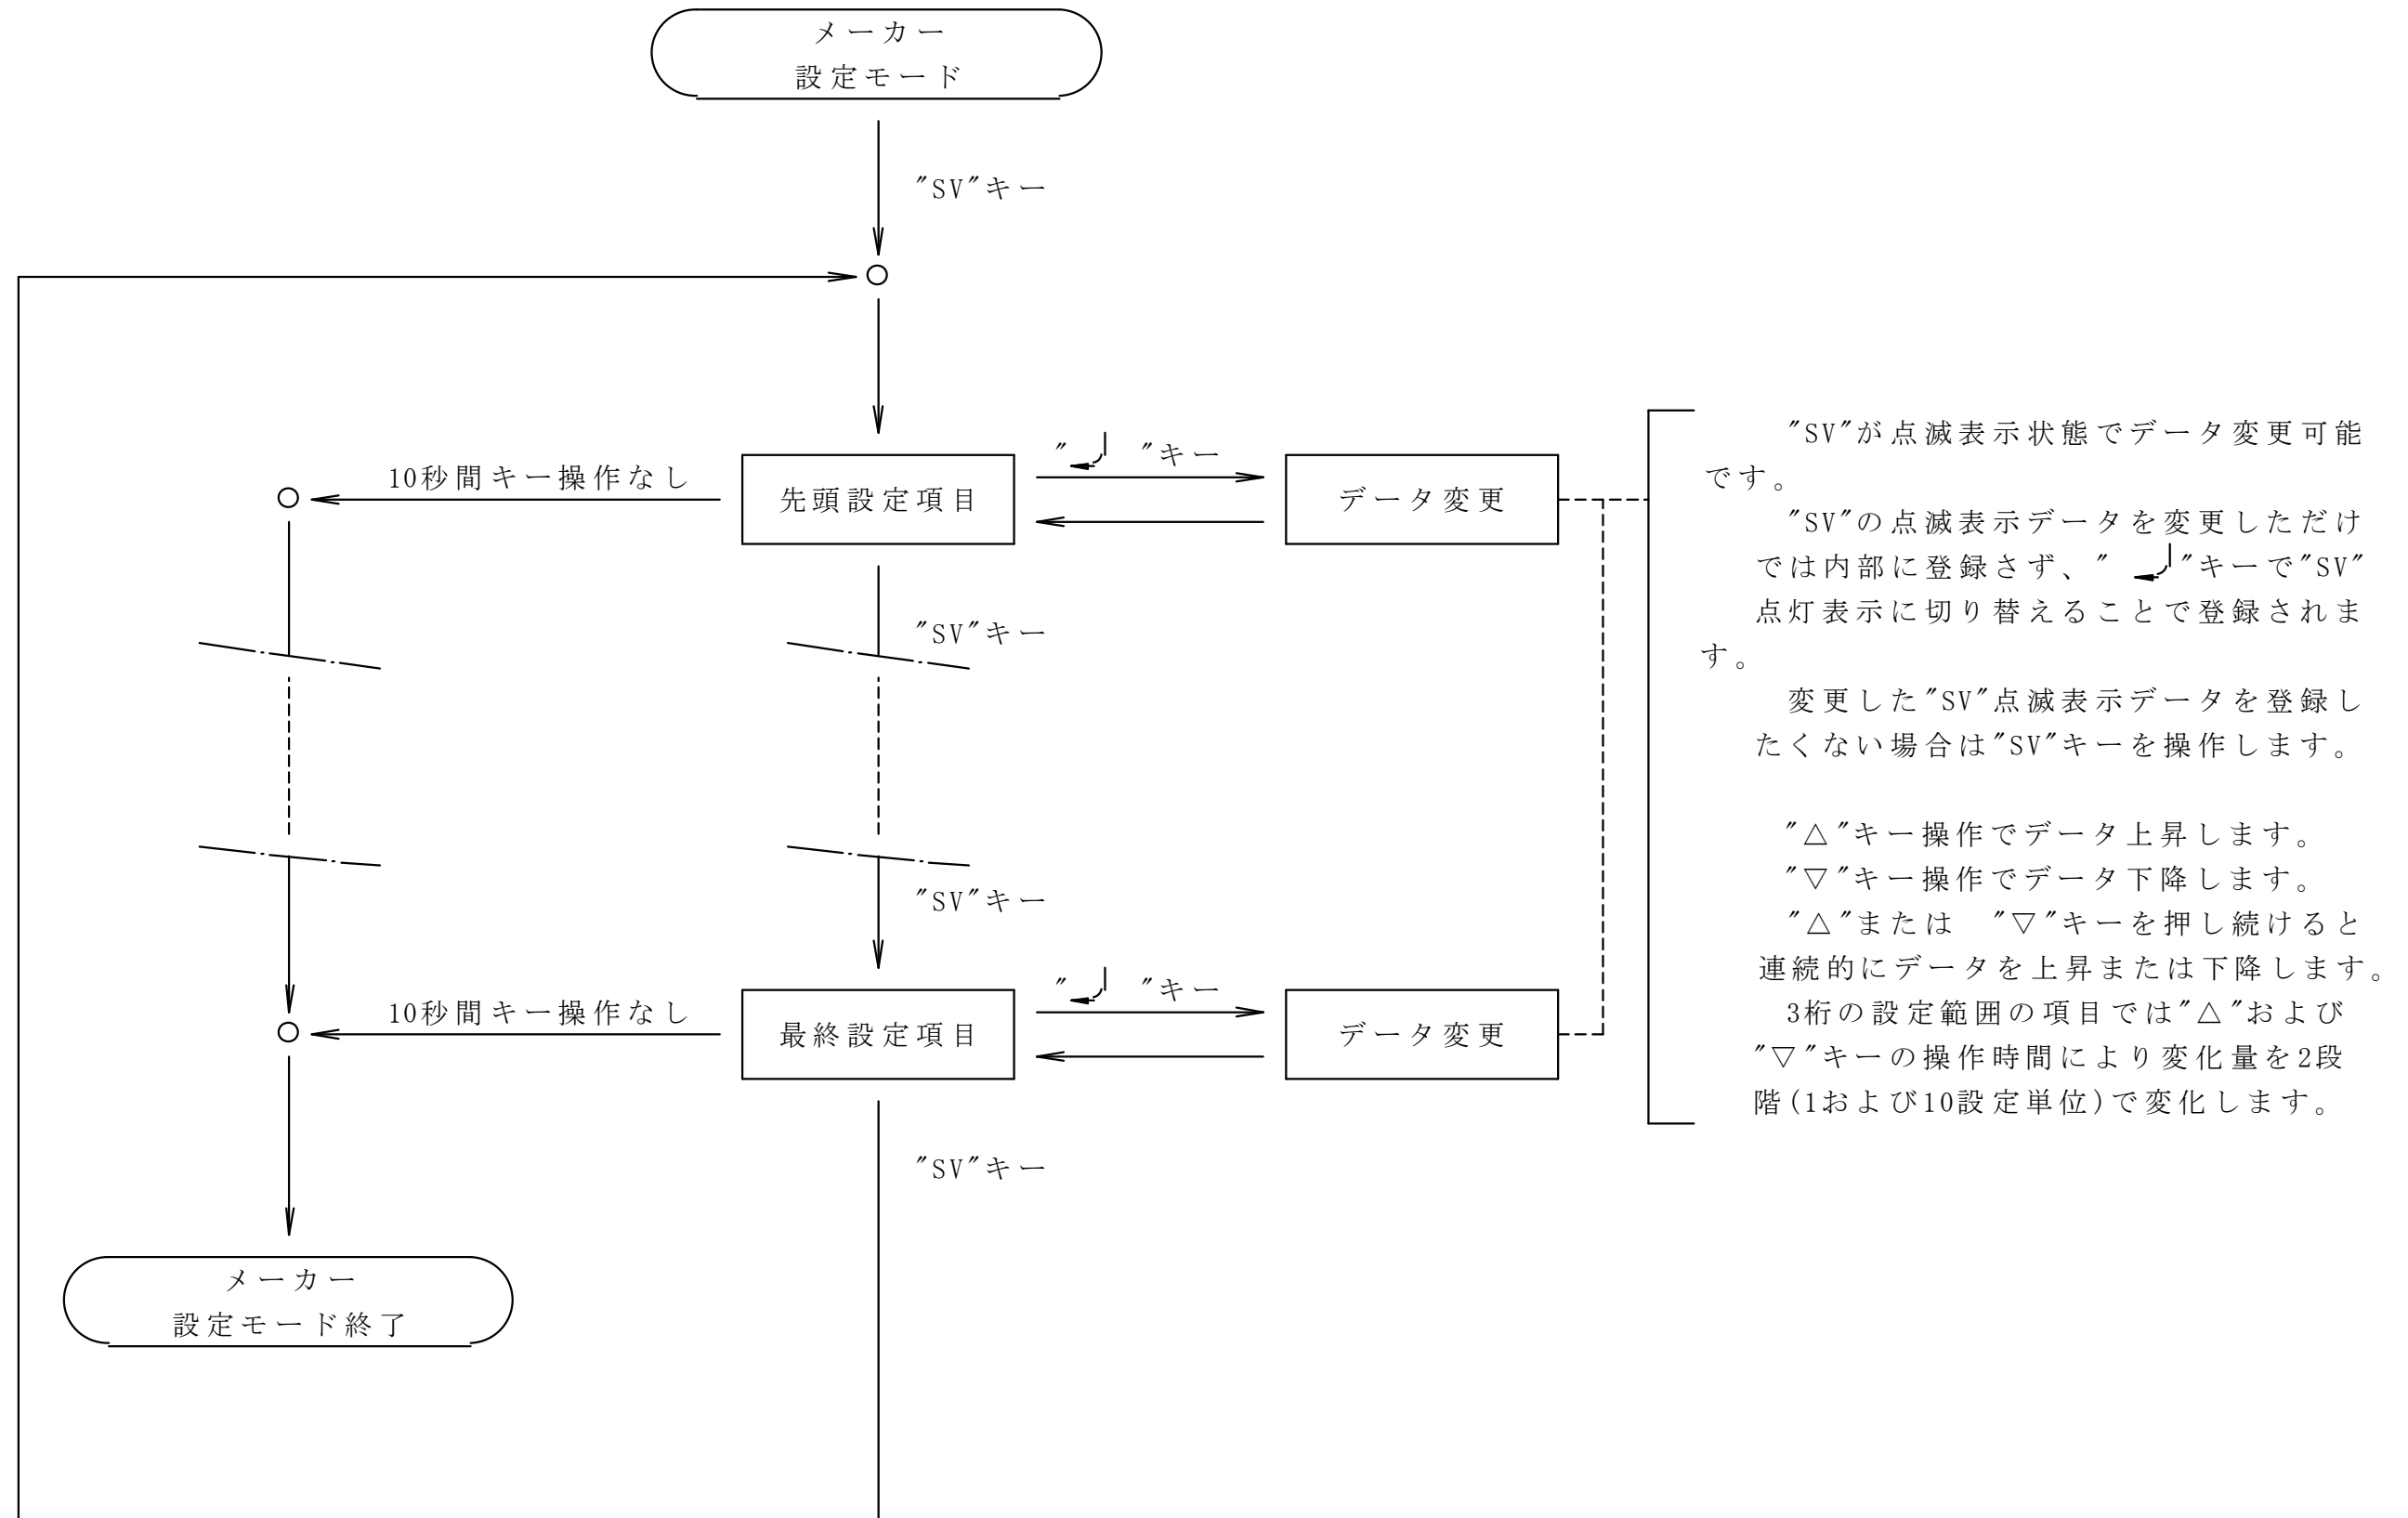 メーカー
設定モード
"SV"キー
"↵"キー
10秒間キー操作なし
先頭設定項目
データ変更
"SV"キー
"SV"キー
"↵"キー
10秒間キー操作なし
最終設定項目
データ変更
"SV"キー
メーカー
設定モード終了
"SV"が点滅表示状態でデータ変更可能
です。
"SV"の点滅表示データを変更しただけ
では内部に登録さず、"↵"キーで"SV"
点灯表示に切り替えることで登録されま
す。
変更した"SV"点滅表示データを登録し
たくない場合は"SV"キーを操作します。
"△"キー操作でデータ上昇します。
"▽"キー操作でデータ下降します。
"△"または　"▽"キーを押し続けると
連続的にデータを上昇または下降します。
3桁の設定範囲の項目では"△"および
"▽"キーの操作時間により変化量を2段
階(1および10設定単位)で変化します。